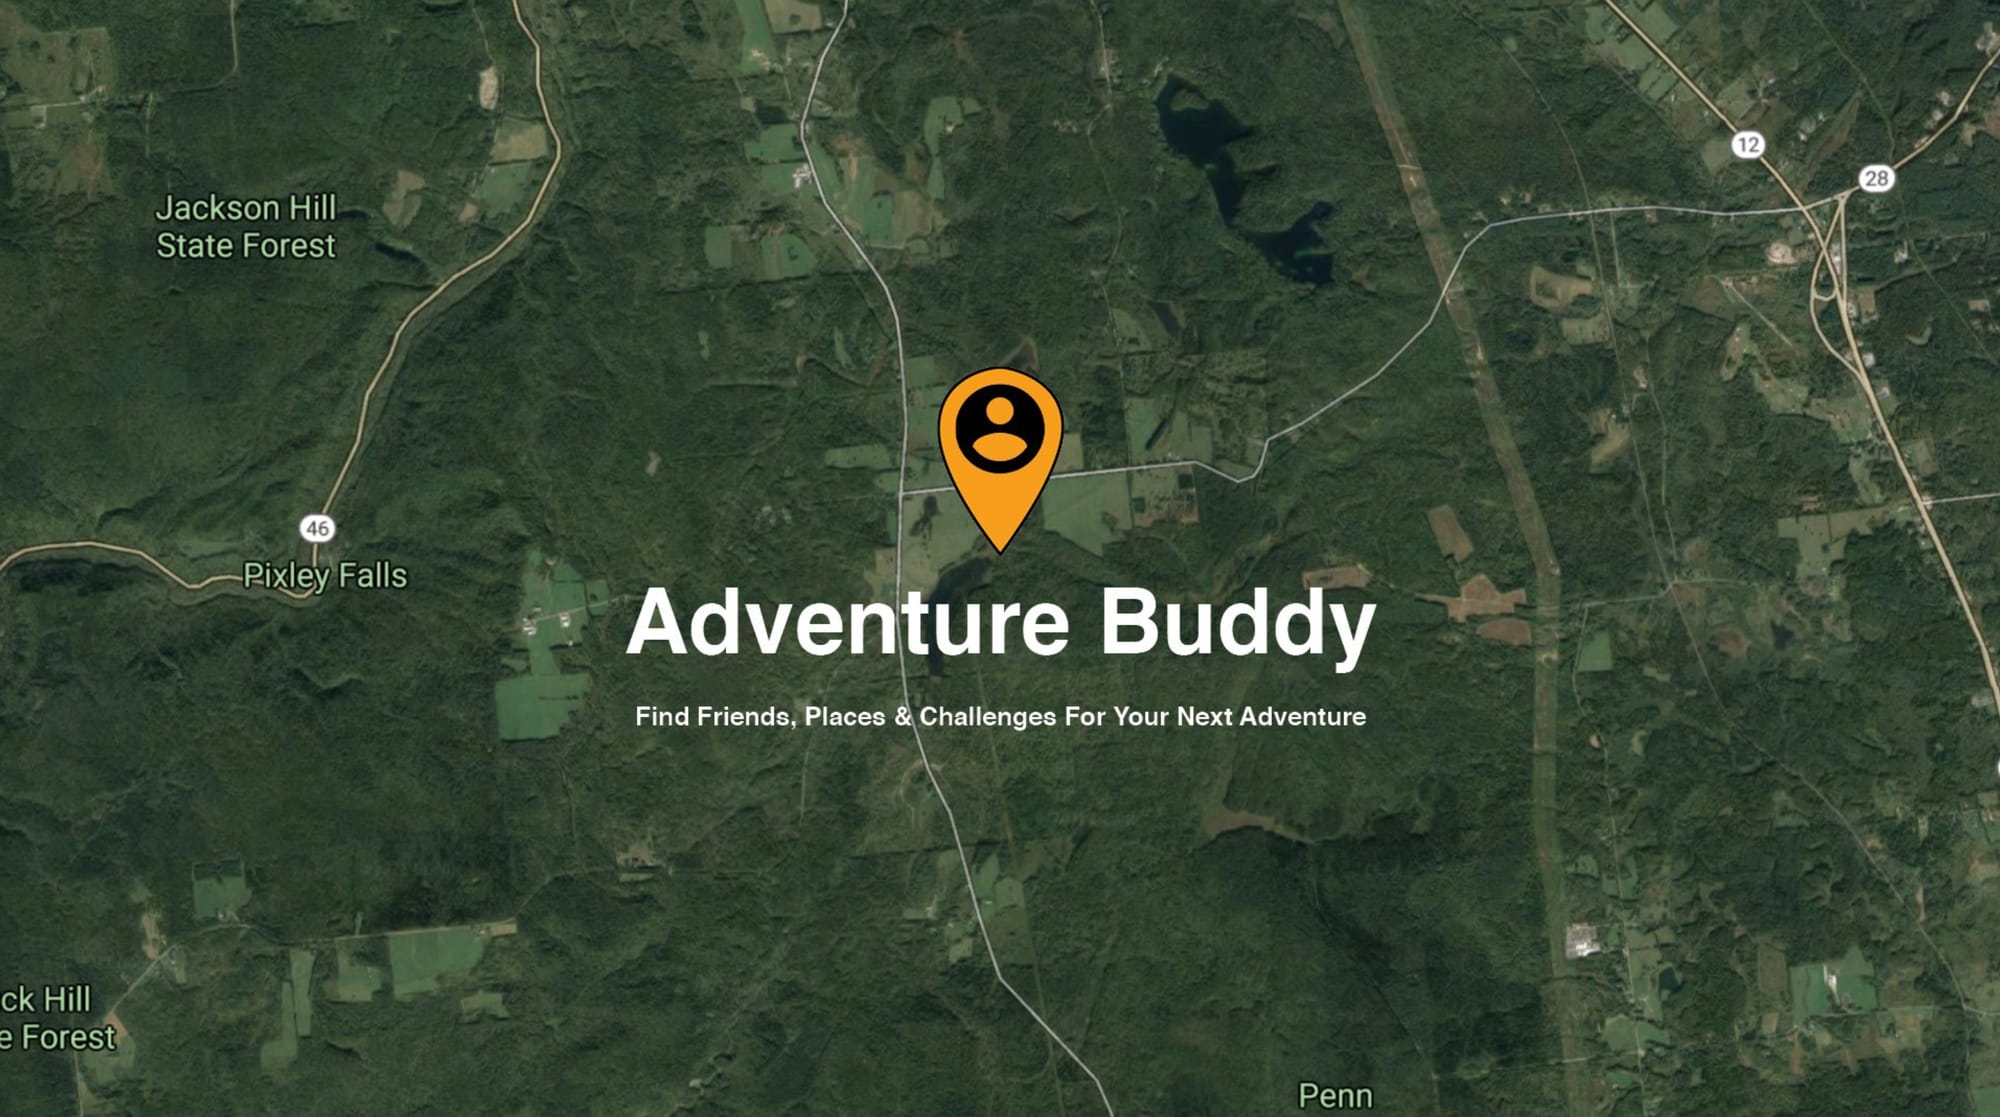 12
28
Jackson Hill
State Forest
46
Pixley Falls
Adventure Buddy
Find Friends, Places & Challenges For Your Next Adventure
ck Hill
e Forest
Penn